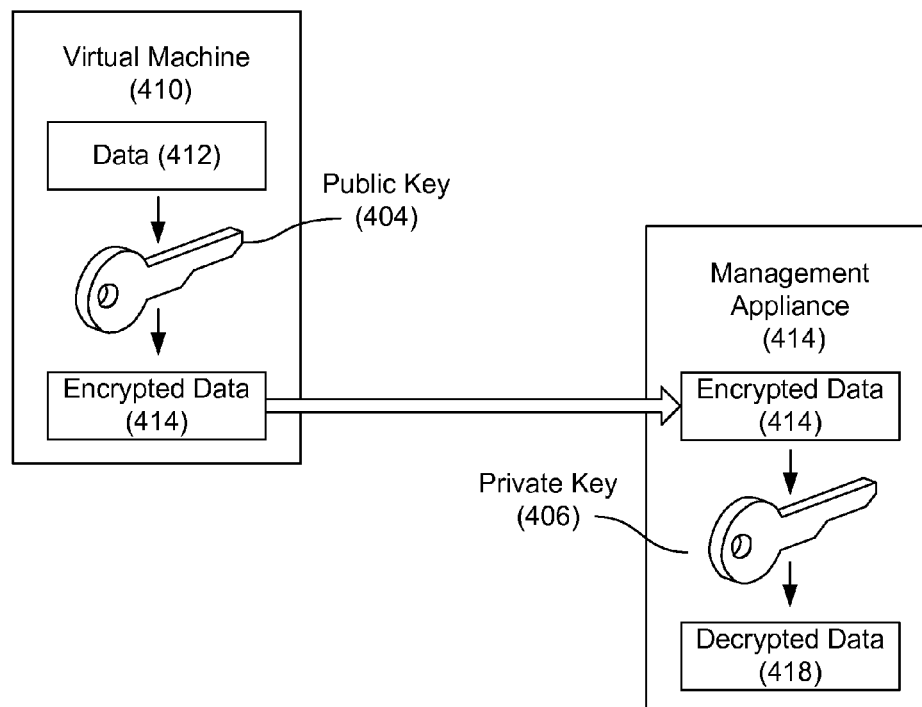 Virtual Machine
(410)
Data (412)
Public Key
(404)
Encrypted Data
(414)
Management
Appliance
(414)
Encrypted Data
(414)
Private Key
(406)
Decrypted Data
(418)